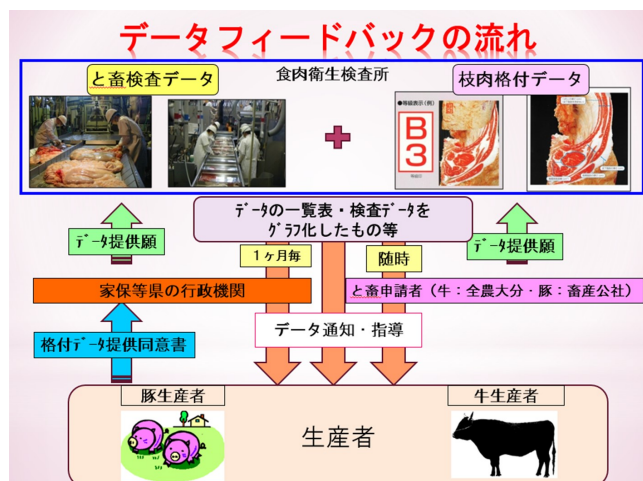 データフィードバックの流れ
と畜検査データ
食肉衛生検査所
枝肉格付データ
●等級表示(例)
B
3
データの一覧表・検査データを
グラフ化したもの等
データ提供願
1ヶ月毎
随時
データ提供願
家保等県の行政機関
と畜申請者(牛:全農大分・豚:畜産公社)
データ通知・指導
格付データ提供同意書
豚生産者
牛生産者
生産者